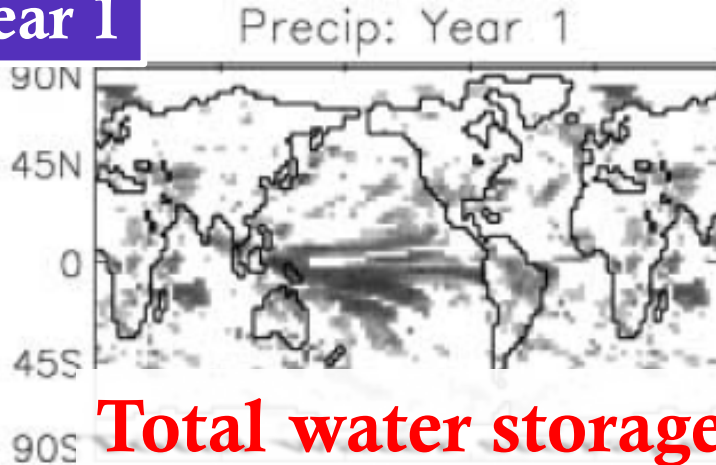 ear 1
Precip: Year 1
90N
45N
0
45S
Total water storage
90S